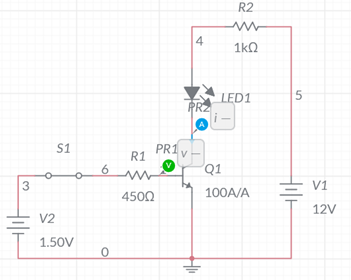 R2
4
1kΩ
LED1
5
PR2
A
i —
S1
PR1
v —
V
R1
Q1
6
3
450Ω
100A/A
V1
V2
12V
1.50V
0